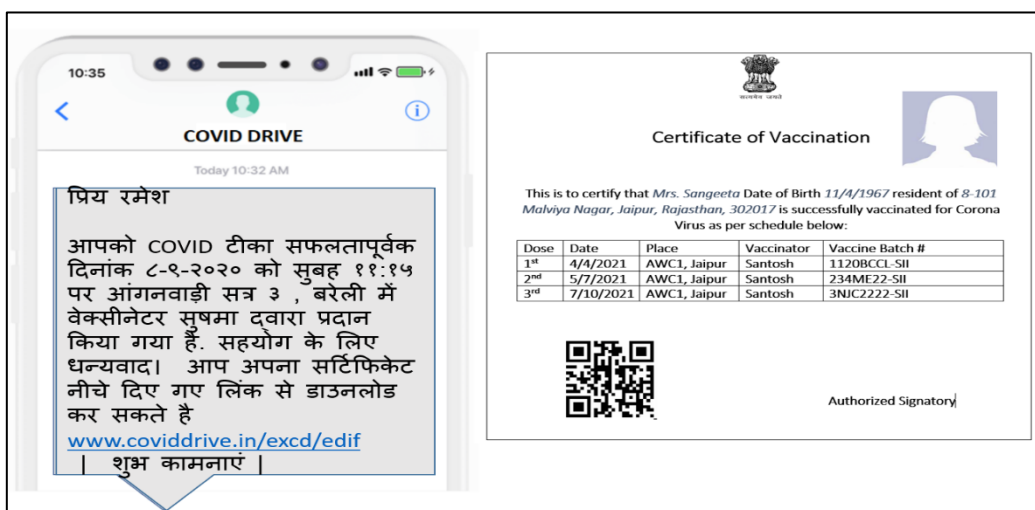 10:35
COVID DRIVE
Today 10:32 AM
प्रिय रमेश
आपको COVID टीका सफलतापूर्वक
दिनांक ८-९-२०२० को सुबह ११:१५
पर आंगनवाड़ी सत्र ३ , बरेली में
वेक्सीनेटर सुषमा द्वारा प्रदान
किया गया है. सहयोग के लिए
धन्यवाद। आप अपना सर्टिफिकेट
नीचे दिए गए लिंक से डाउनलोड
कर सकते है
www.coviddrive.in/excd/edif
| शुभ कामनाएं |
सत्यमेव जयते
Certificate of Vaccination
This is to certify that Mrs. Sangeeta Date of Birth 11/4/1967 resident of 8-101
Malviya Nagar, Jaipur, Rajasthan, 302017 is successfully vaccinated for Corona
Virus as per schedule below:
Dose Date Place Vaccinator Vaccine Batch #
1st 4/4/2021 AWC1, Jaipur Santosh 1120BCCL-SII
2nd 5/7/2021 AWC1, Jaipur Santosh 234ME22-SII
3rd 7/10/2021 AWC1, Jaipur Santosh 3NJC2222-SII
Authorized Signatory